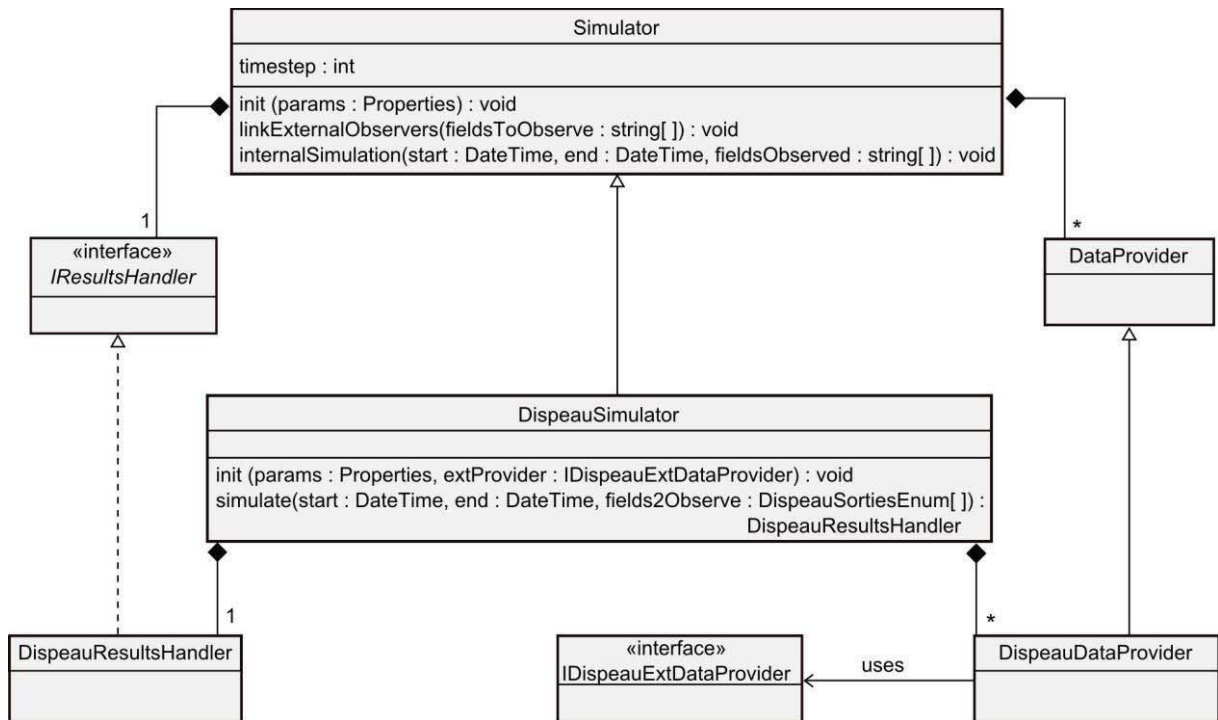 Simulator
timestep : int
init (params : Properties) : void
linkExternalObservers(fieldsToObserve : string[ ]) : void
internalSimulation(start : DateTime, end : DateTime, fieldsObserved : string[ ]) : void
1
*
«interface»
IResultsHandler
DataProvider
DispeauSimulator
init (params : Properties, extProvider : IDispeauExtDataProvider) : void
simulate(start : DateTime, end : DateTime, fields2Observe : DispeauSortiesEnum[ ]) :
DispeauResultsHandler
1
*
DispeauResultsHandler
«interface»
IDispeauExtDataProvider
uses
DispeauDataProvider